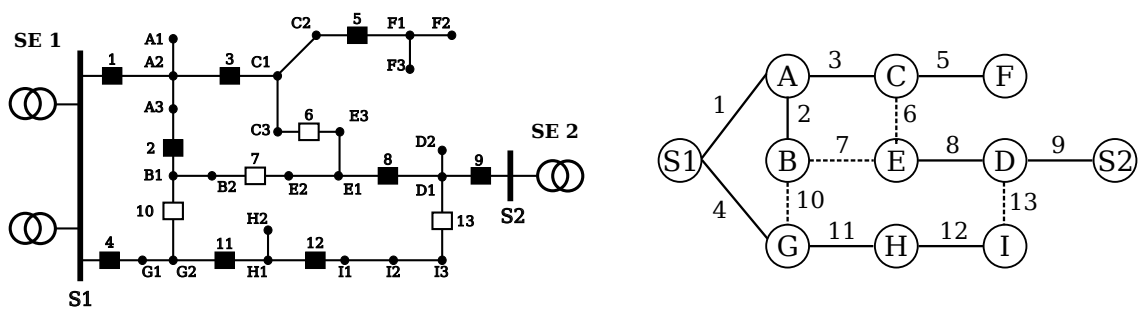 SE 1
1
A1
A2
A3
3
C1
C2
5
F1
F2
F3
C3
6
E3
2
B1
B2
7
E2
E1
8
D2
D1
9
SE 2
S2
10
4
G1
G2
11
H2
H1
12
I1
I2
I3
13
S1
A
3
C
5
F
1
2
6
S1
B
7
E
8
D
9
S2
4
10
13
G
11
H
12
I